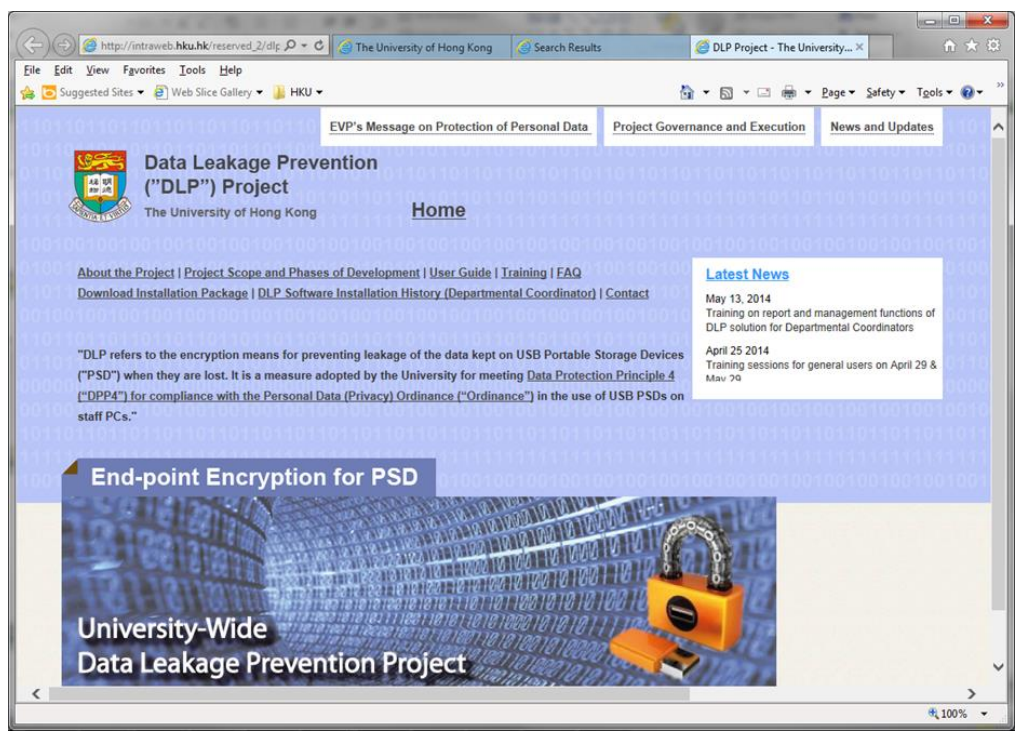 http://intraweb.hku.hk/reserved_2/dlp
The University of Hong Kong
Search Results
DLP Project - The University...
File Edit View Favorites Tools Help
Suggested Sites Web Slice Gallery HKU
Page Safety Tools
EVP's Message on Protection of Personal Data
Project Governance and Execution
News and Updates
Data Leakage Prevention
("DLP") Project
The University of Hong Kong
Home
About the Project | Project Scope and Phases of Development | User Guide | Training | FAQ
Download Installation Package | DLP Software Installation History (Departmental Coordinator) | Contact
Latest News
May 13, 2014
Training on report and management functions of
DLP solution for Departmental Coordinators
April 25 2014
Training sessions for general users on April 29 &
May 29
"DLP refers to the encryption means for preventing leakage of the data kept on USB Portable Storage Devices
("PSD") when they are lost. It is a measure adopted by the University for meeting Data Protection Principle 4
("DPP4") for compliance with the Personal Data (Privacy) Ordinance ("Ordinance") in the use of USB PSDs on
staff PCs."
End-point Encryption for PSD
University-Wide
Data Leakage Prevention Project
100%